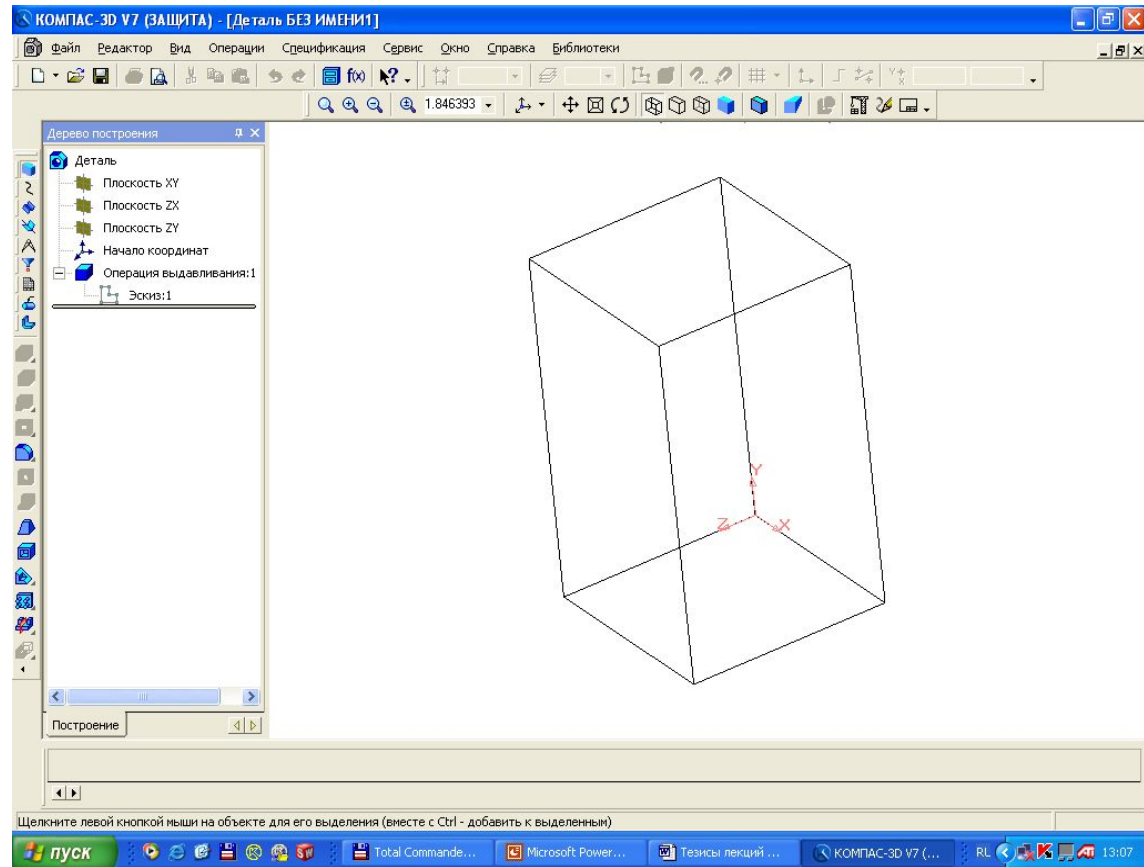 КОМПАС-3D V7 (ЗАЩИТА) - [Деталь БЕЗ ИМЕНИ1]
Файл Редактор Вид Операции Спецификация Сервис Окно Справка Библиотеки
f(x)
1.846393
Дерево построения
Деталь
Плоскость XY
Плоскость ZX
Плоскость ZY
Начало координат
Операция выдавливания:1
Эскиз:1
Y
Z X
Построение
Щелкните левой кнопкой мыши на объекте для его выделения (вместе с Ctrl - добавить к выделенным)
пуск Total Commande... Microsoft Power... Тезисы лекций ... КОМПАС-3D V7 (... RL 13:07